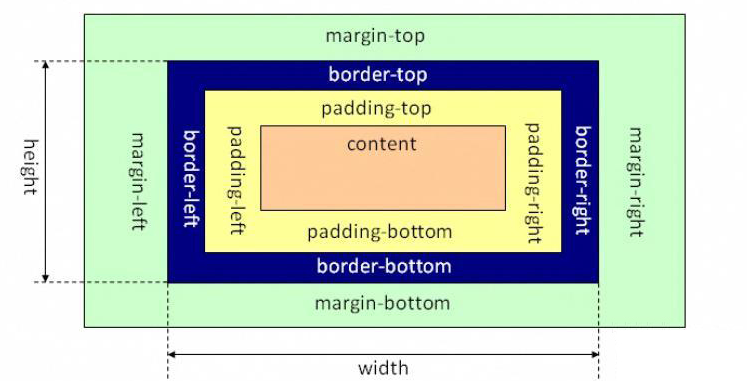 margin-top
border-top
padding-top
content
height
margin-left
border-left
padding-left
padding-right
border-right
margin-right
padding-bottom
border-bottom
margin-bottom
width